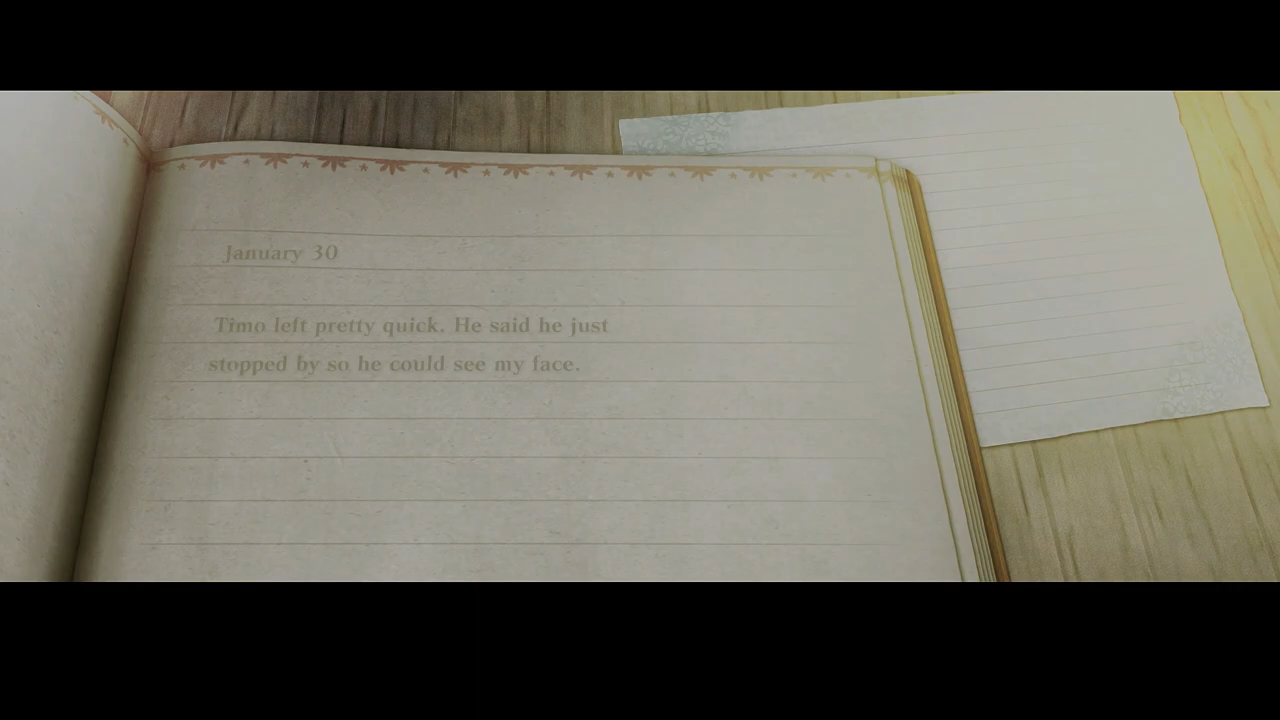 January 30
Timo left pretty quick. He said he just
stopped by so he could see my face.